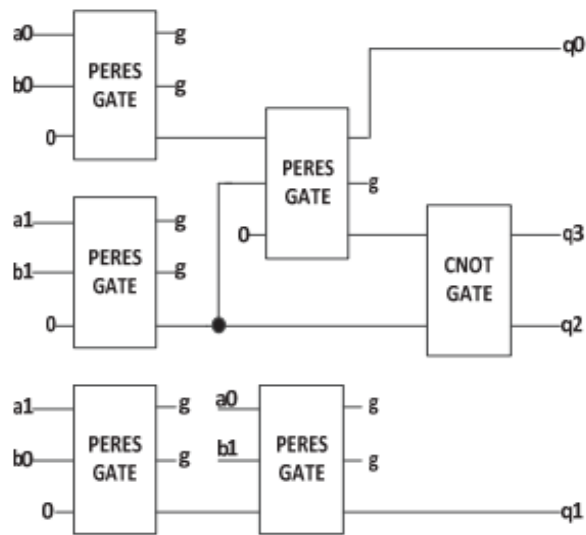 a0 PERES GATE g q0
b0 g
0
PERES GATE g
a1 PERES GATE g 0 CNOT GATE q3
b1 g
0 q2
a1 PERES GATE g a0 PERES GATE g
b0 g b1 g
0 q1